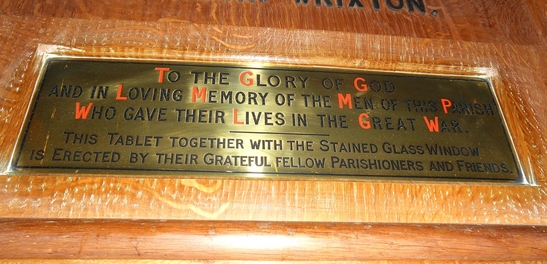 WRIXTON.
TO THE GLORY OF GOD
AND IN LOVING MEMORY OF THE MEN OF THIS PARISH
WHO GAVE THEIR LIVES IN THE GREAT WAR.
THIS TABLET TOGETHER WITH THE STAINED GLASS WINDOW
IS ERECTED BY THEIR GRATEFUL FELLOW PARISHIONERS AND FRIENDS.